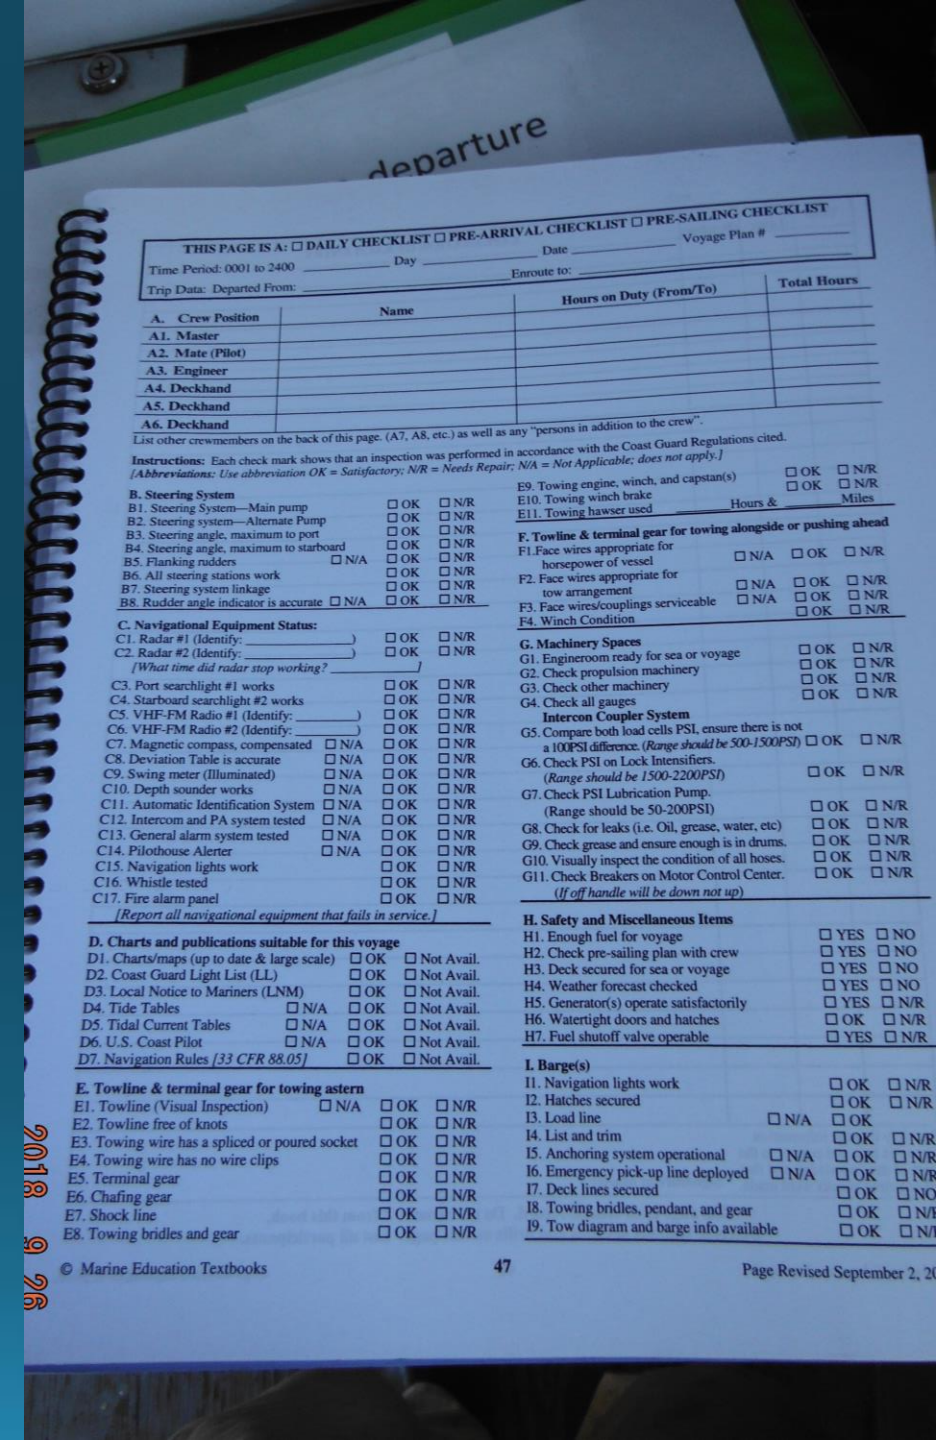 departure
THIS PAGE IS A: ☐ DAILY CHECKLIST ☐ PRE-ARRIVAL CHECKLIST ☐ PRE-SAILING CHECKLIST
Time Period: 0001 to 2400 ______ Day ______ Date ______ Voyage Plan # ______
Trip Data: Departed From: ______ Enroute to: ______
A. Crew Position Name Hours on Duty (From/To) Total Hours
A1. Master
A2. Mate (Pilot)
A3. Engineer
A4. Deckhand
A5. Deckhand
A6. Deckhand
List other crewmembers on the back of this page. (A7, A8, etc.) as well as any "persons in addition to the crew".
Instructions: Each check mark shows that an inspection was performed in accordance with the Coast Guard Regulations cited.
[Abbreviations: Use abbreviation OK = Satisfactory; N/R = Needs Repair; N/A = Not Applicable; does not apply.]
B. Steering System
B1. Steering System—Main pump ☐ OK ☐ N/R
B2. Steering system—Alternate Pump ☐ OK ☐ N/R
B3. Steering angle, maximum to port ☐ OK ☐ N/R
B4. Steering angle, maximum to starboard ☐ OK ☐ N/R
B5. Flanking rudders ☐ N/A ☐ OK ☐ N/R
B6. All steering stations work ☐ OK ☐ N/R
B7. Steering system linkage ☐ OK ☐ N/R
B8. Rudder angle indicator is accurate ☐ N/A ☐ OK ☐ N/R
C. Navigational Equipment Status:
C1. Radar #1 (Identify: ______) ☐ OK ☐ N/R
C2. Radar #2 (Identify: ______) ☐ OK ☐ N/R
[What time did radar stop working? ______]
C3. Port searchlight #1 works ☐ OK ☐ N/R
C4. Starboard searchlight #2 works ☐ OK ☐ N/R
C5. VHF-FM Radio #1 (Identify: ______) ☐ OK ☐ N/R
C6. VHF-FM Radio #2 (Identify: ______) ☐ OK ☐ N/R
C7. Magnetic compass, compensated ☐ N/A ☐ OK ☐ N/R
C8. Deviation Table is accurate ☐ N/A ☐ OK ☐ N/R
C9. Swing meter (Illuminated) ☐ N/A ☐ OK ☐ N/R
C10. Depth sounder works ☐ N/A ☐ OK ☐ N/R
C11. Automatic Identification System ☐ N/A ☐ OK ☐ N/R
C12. Intercom and PA system tested ☐ N/A ☐ OK ☐ N/R
C13. General alarm system tested ☐ N/A ☐ OK ☐ N/R
C14. Pilothouse Alerter ☐ N/A ☐ OK ☐ N/R
C15. Navigation lights work ☐ OK ☐ N/R
C16. Whistle tested ☐ OK ☐ N/R
C17. Fire alarm panel ☐ OK ☐ N/R
[Report all navigational equipment that fails in service.]
D. Charts and publications suitable for this voyage
D1. Charts/maps (up to date & large scale) ☐ OK ☐ Not Avail.
D2. Coast Guard Light List (LL) ☐ OK ☐ Not Avail.
D3. Local Notice to Mariners (LNM) ☐ OK ☐ Not Avail.
D4. Tide Tables ☐ N/A ☐ OK ☐ Not Avail.
D5. Tidal Current Tables ☐ N/A ☐ OK ☐ Not Avail.
D6. U.S. Coast Pilot ☐ N/A ☐ OK ☐ Not Avail.
D7. Navigation Rules [33 CFR 88.05] ☐ OK ☐ Not Avail.
E. Towline & terminal gear for towing astern
E1. Towline (Visual Inspection) ☐ N/A ☐ OK ☐ N/R
E2. Towline free of knots ☐ OK ☐ N/R
E3. Towing wire has a spliced or poured socket ☐ OK ☐ N/R
E4. Towing wire has no wire clips ☐ OK ☐ N/R
E5. Terminal gear ☐ OK ☐ N/R
E6. Chafing gear ☐ OK ☐ N/R
E7. Shock line ☐ OK ☐ N/R
E8. Towing bridles and gear ☐ OK ☐ N/R
E9. Towing engine, winch, and capstan(s) ☐ OK ☐ N/R
E10. Towing winch brake ☐ OK ☐ N/R
E11. Towing hawser used ______ Hours & ______ Miles
F. Towline & terminal gear for towing alongside or pushing ahead
F1.Face wires appropriate for
horsepower of vessel ☐ N/A ☐ OK ☐ N/R
F2. Face wires appropriate for
tow arrangement ☐ N/A ☐ OK ☐ N/R
F3. Face wires/couplings serviceable ☐ N/A ☐ OK ☐ N/R
F4. Winch Condition ☐ OK ☐ N/R
G. Machinery Spaces
G1. Engineroom ready for sea or voyage ☐ OK ☐ N/R
G2. Check propulsion machinery ☐ OK ☐ N/R
G3. Check other machinery ☐ OK ☐ N/R
G4. Check all gauges ☐ OK ☐ N/R
Intercon Coupler System
G5. Compare both load cells PSI, ensure there is not
a 100PSI difference. (Range should be 500-1500PSI) ☐ OK ☐ N/R
G6. Check PSI on Lock Intensifiers.
(Range should be 1500-2200PSI) ☐ OK ☐ N/R
G7. Check PSI Lubrication Pump.
(Range should be 50-200PSI) ☐ OK ☐ N/R
G8. Check for leaks (i.e. Oil, grease, water, etc) ☐ OK ☐ N/R
G9. Check grease and ensure enough is in drums. ☐ OK ☐ N/R
G10. Visually inspect the condition of all hoses. ☐ OK ☐ N/R
G11. Check Breakers on Motor Control Center. ☐ OK ☐ N/R
(If off handle will be down not up)
H. Safety and Miscellaneous Items
H1. Enough fuel for voyage ☐ YES ☐ NO
H2. Check pre-sailing plan with crew ☐ YES ☐ NO
H3. Deck secured for sea or voyage ☐ YES ☐ NO
H4. Weather forecast checked ☐ YES ☐ NO
H5. Generator(s) operate satisfactorily ☐ YES ☐ N/R
H6. Watertight doors and hatches ☐ OK ☐ N/R
H7. Fuel shutoff valve operable ☐ YES ☐ N/R
I. Barge(s)
I1. Navigation lights work ☐ OK ☐ N/R
I2. Hatches secured ☐ OK ☐ N/R
I3. Load line ☐ N/A ☐ OK
I4. List and trim ☐ OK ☐ N/R
I5. Anchoring system operational ☐ N/A ☐ OK ☐ N/R
I6. Emergency pick-up line deployed ☐ N/A ☐ OK ☐ N/R
I7. Deck lines secured ☐ OK ☐ NO
I8. Towing bridles, pendant, and gear ☐ OK ☐ N/
I9. Tow diagram and barge info available ☐ OK ☐ N/
© Marine Education Textbooks 47 Page Revised September 2, 20
2018 9 26